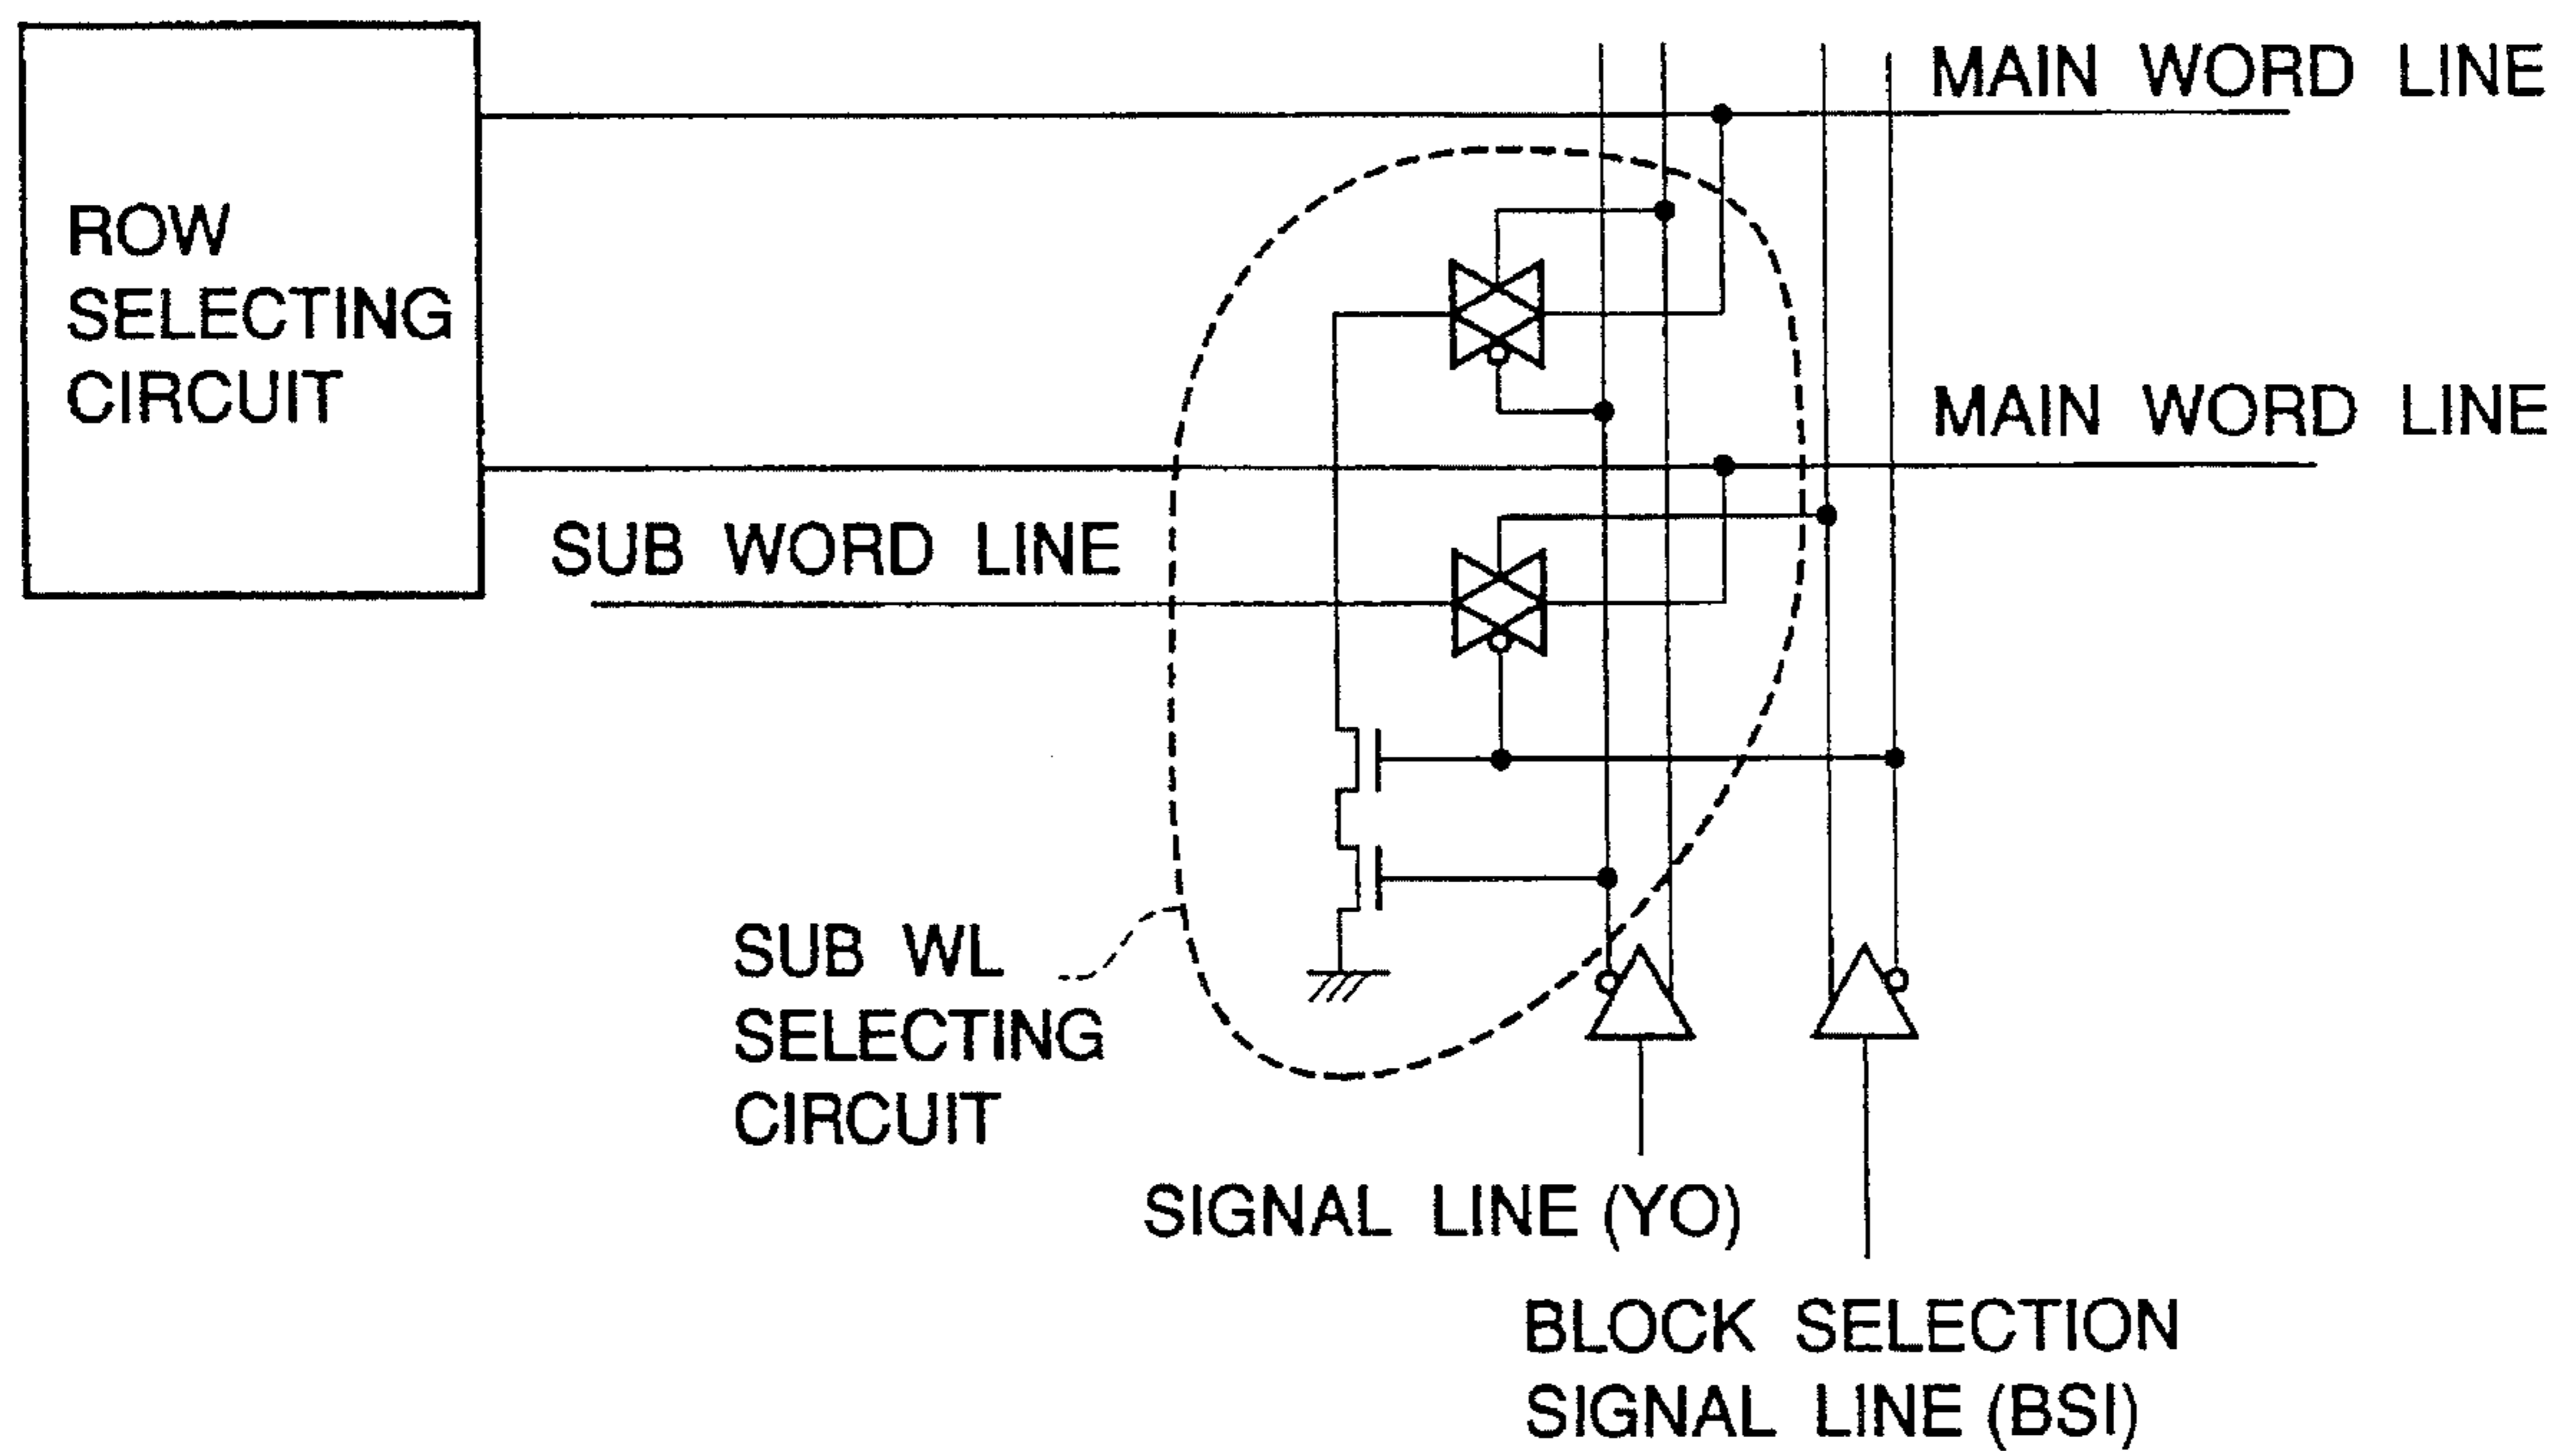 MAIN WORD LINE
ROW
SELECTING
CIRCUIT
MAIN WORD LINE
SUB WORD LINE
SUB WL
SELECTING
CIRCUIT
SIGNAL LINE (YO)
BLOCK SELECTION
SIGNAL LINE (BSI)